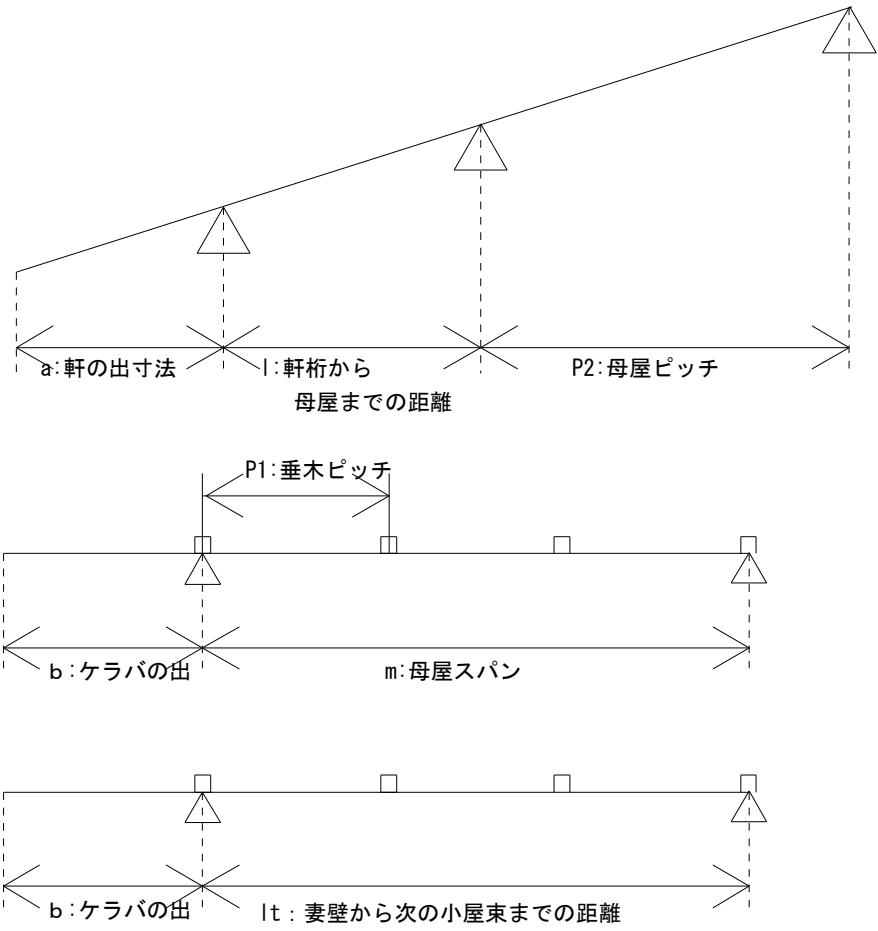 a:軒の出寸法
l:軒桁から
母屋までの距離
P2:母屋ピッチ
P1:垂木ピッチ
b:ケラバの出
m:母屋スパン
b:ケラバの出
lt:妻壁から次の小屋束までの距離